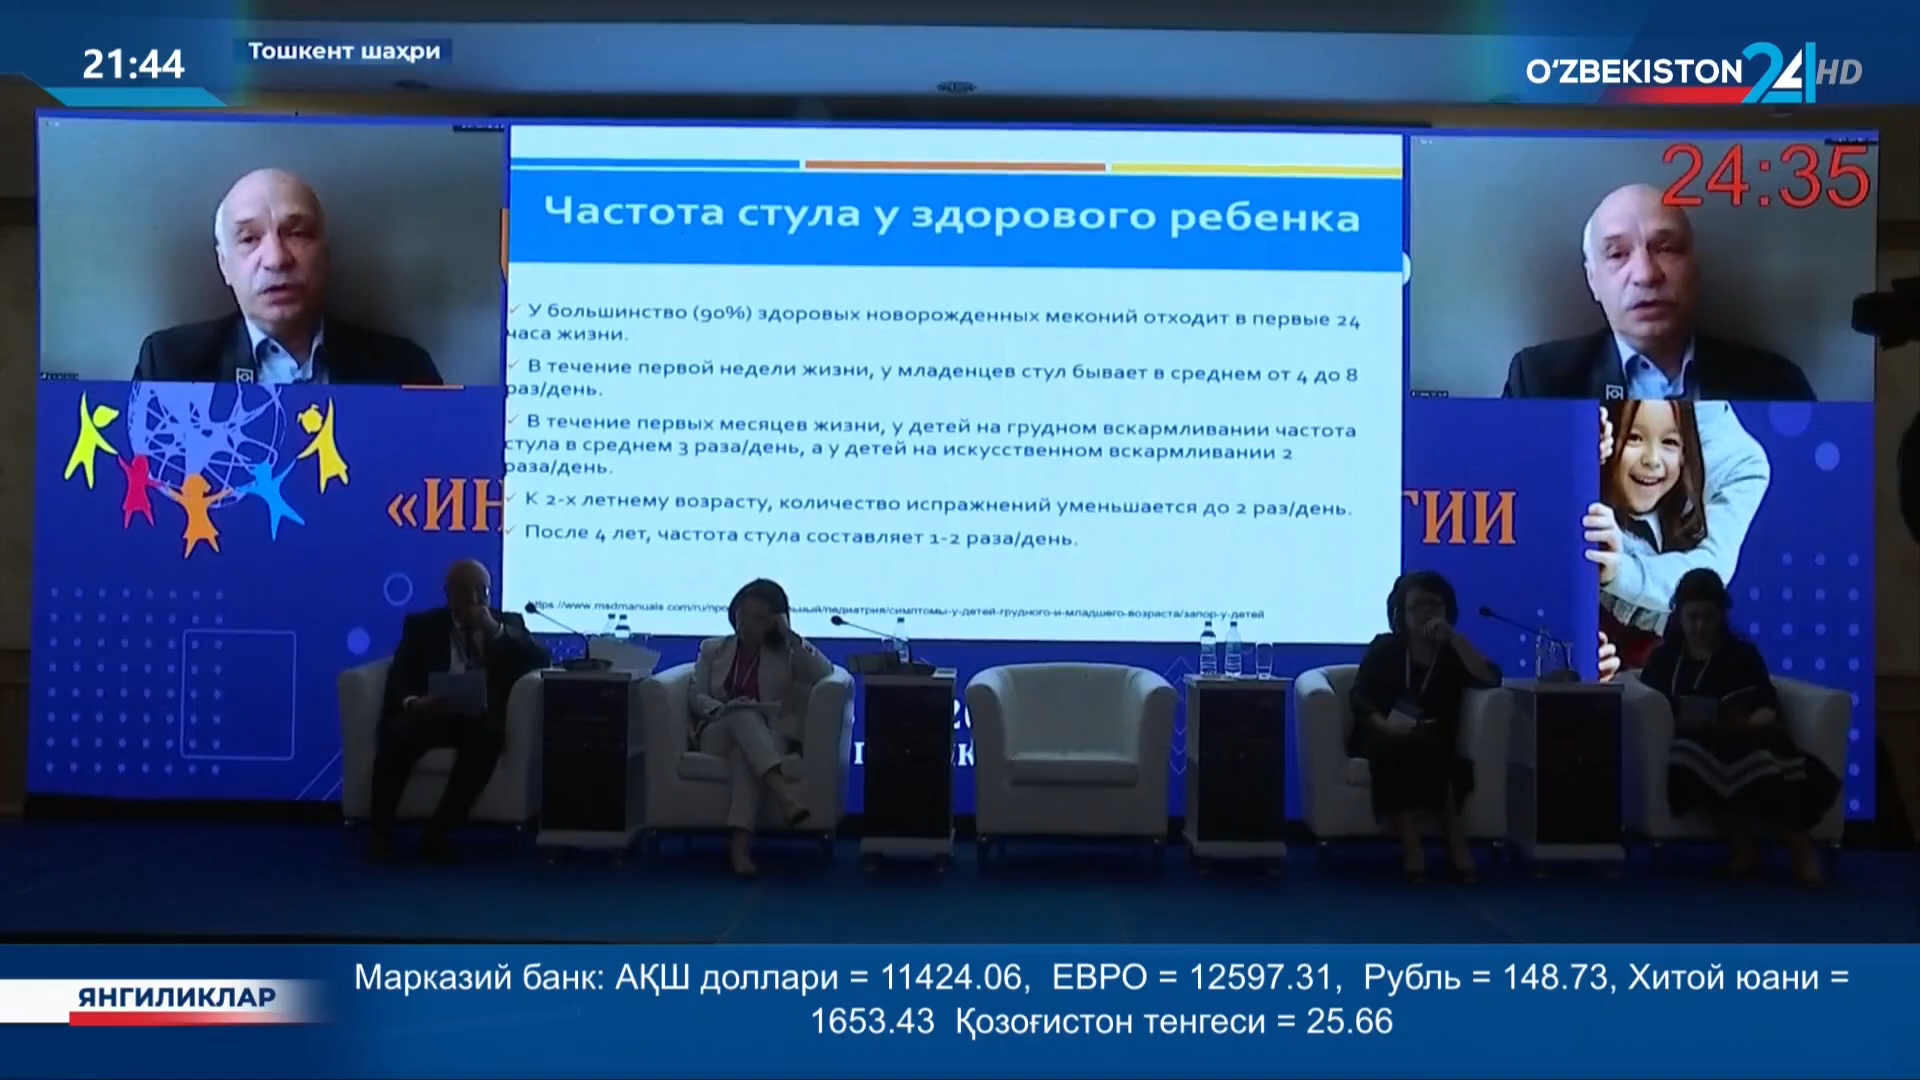 21:44
Тошкент шаҳри
O‘ZBEKISTON 24 HD
24:35
Частота стула у здорового ребенка
У большинство (90%) здоровых новорожденных меконий отходит в первые 24
часа жизни.
В течение первой недели жизни, у младенцев стул бывает в среднем от 4 до 8
раз/день.
В течение первых месяцев жизни, у детей на грудном вскармливании частота
стула в среднем 3 раза/день, а у детей на искусственном вскармливании 2
раза/день.
К 2-х летнему возрасту, количество испражнений уменьшается до 2 раз/день.
После 4 лет, частота стула составляет 1-2 раза/день.
«ИН
ГИИ
ЯНГИЛИКЛАР
Марказий банк: АҚШ доллари = 11424.06, ЕВРО = 12597.31, Рубль = 148.73, Хитой юани =
1653.43 Қозоғистон тенгеси = 25.66